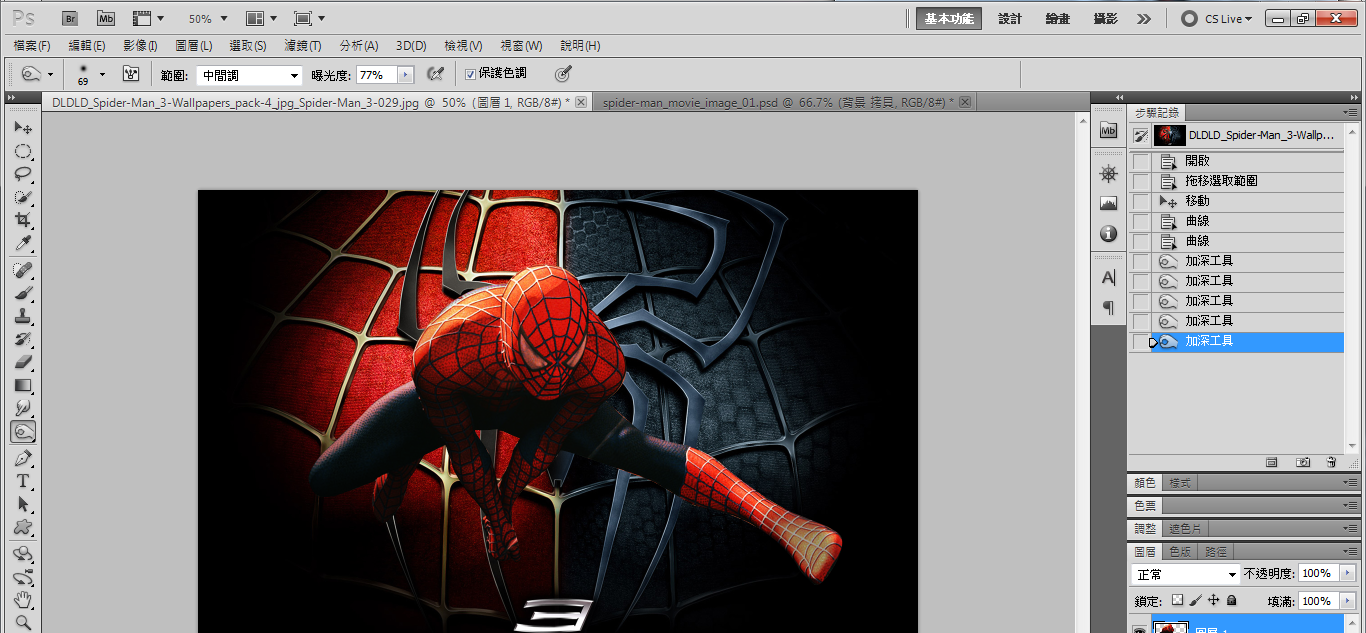 Ps Br Mb 50% 基本功能 設計 繪畫 攝影 CS Live
檔案(F) 編輯(E) 影像(I) 圖層(L) 選取(S) 濾鏡(T) 分析(A) 3D(D) 檢視(V) 視窗(W) 說明(H)
69 範圍: 中間調 曝光度: 77% 保護色調
DLDLD_Spider-Man_3-Wallpapers_pack-4_jpg_Spider-Man_3-029.jpg @ 50% (圖層 1, RGB/8#) * spider-man_movie_image_01.psd @ 66.7% (背景 拷貝, RGB/8#) *
步驟記錄
Mb
DLDLD_Spider-Man_3-Wallp...
開啟
拖移選取範圍
移動
曲線
曲線
加深工具
加深工具
加深工具
加深工具
加深工具
顏色 樣式
色票
調整 遮色片
圖層 色版 路徑
正常 不透明度: 100%
鎖定: 填滿: 100%
圖層 1
3